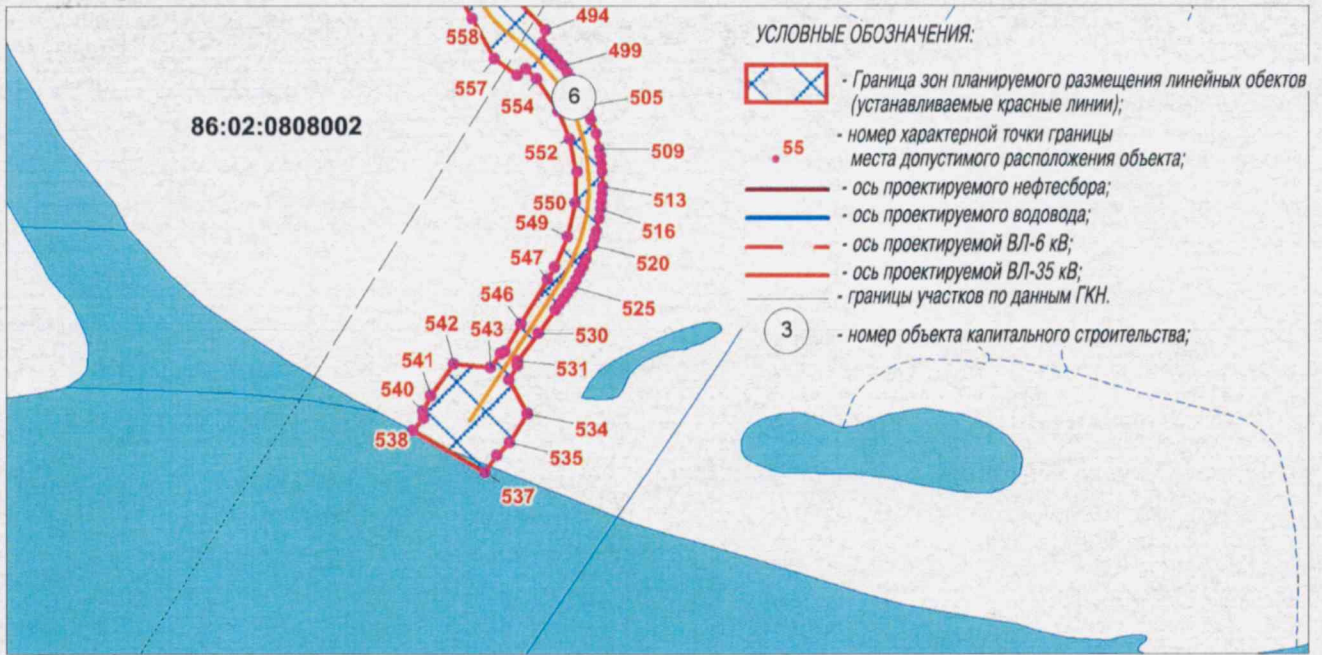 494
558
499
557
554
6
505
86:02:0808002
552
509
550
513
549
516
547
520
546
525
542
543
530
541
531
540
538
534
535
537
УСЛОВНЫЕ ОБОЗНАЧЕНИЯ:
- Граница зон планируемого размещения линейных обектов
(устанавливаемые красные линии);
55
- номер характерной точки границы
места допустимого расположения объекта;
- ось проектируемого нефтесбора;
- ось проектируемого водовода;
- ось проектируемой ВЛ-6 кВ;
- ось проектируемой ВЛ-35 кВ;
- границы участков по данным ГКН.
3
- номер объекта капитального строительства;